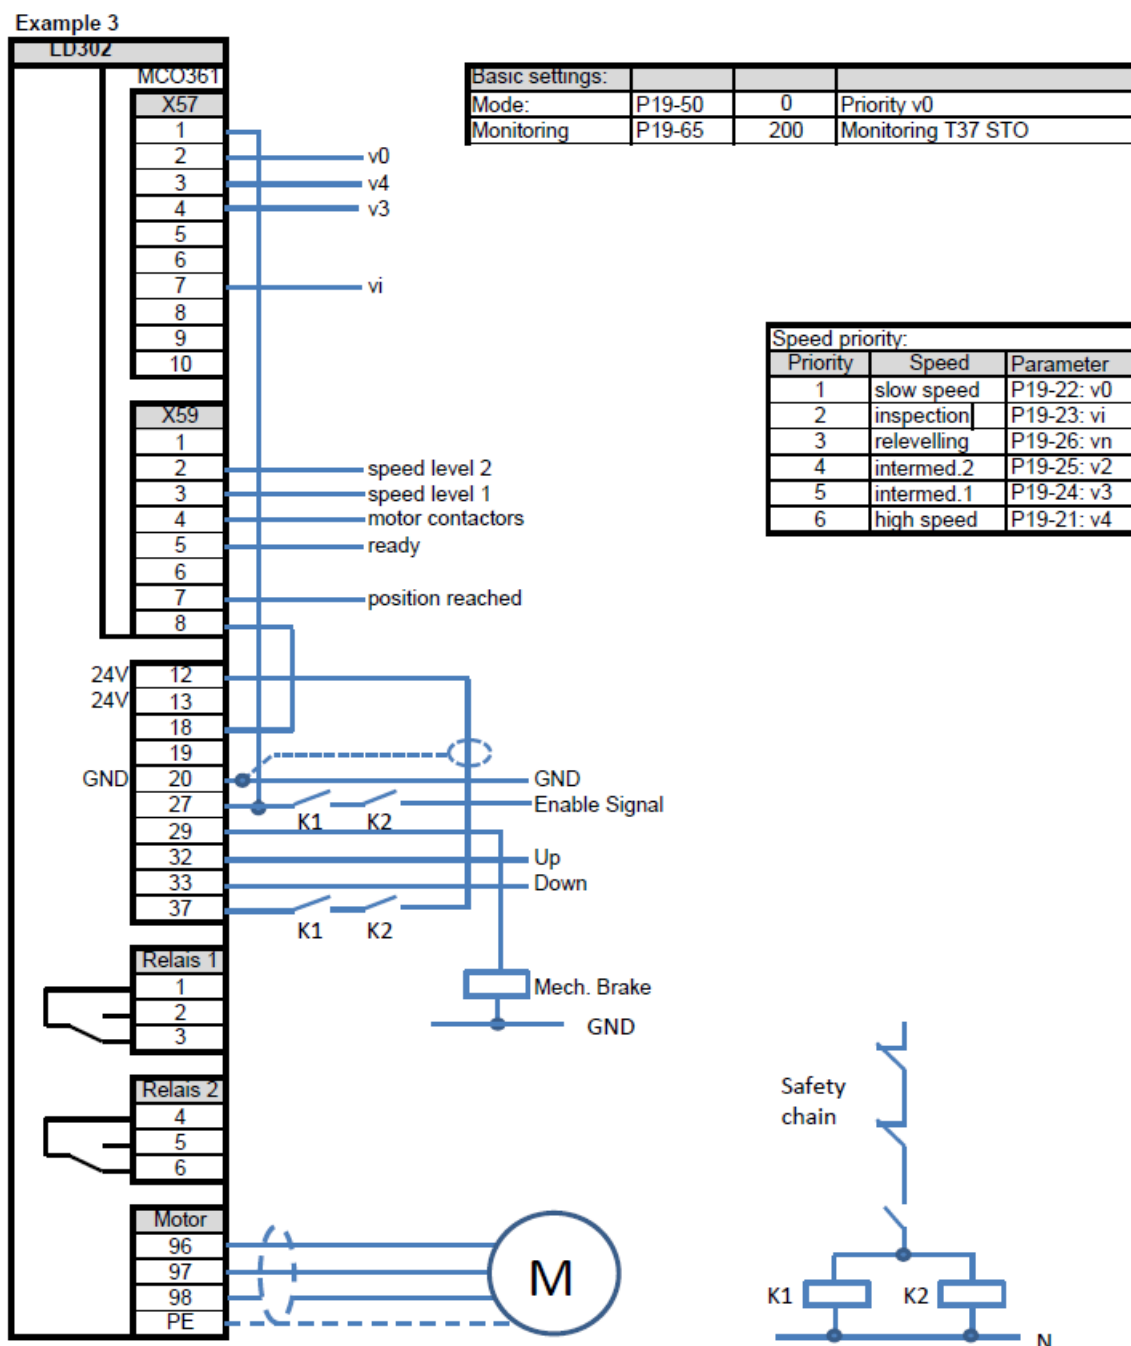 Example 3
LD302
MCO361
X57
1
2 v0
3 v4
4 v3
5
6
7 vi
8
9
10
Basic settings:
Mode: P19-50 0 Priority v0
Monitoring P19-65 200 Monitoring T37 STO
Speed priority:
Priority Speed Parameter
1 slow speed P19-22: v0
2 inspection P19-23: vi
3 relevelling P19-26: vn
4 intermed.2 P19-25: v2
5 intermed.1 P19-24: v3
6 high speed P19-21: v4
X59
1
2 speed level 2
3 speed level 1
4 motor contactors
5 ready
6
7 position reached
8
24V 12
24V 13
18
19
GND 20 GND
27 K1 K2 Enable Signal
29
32 Up
33 Down
37 K1 K2
Relais 1
1
2
3
Mech. Brake
GND
Relais 2
4
5
6
Safety
chain
Motor
96
97
98
PE
M
K1 K2
N